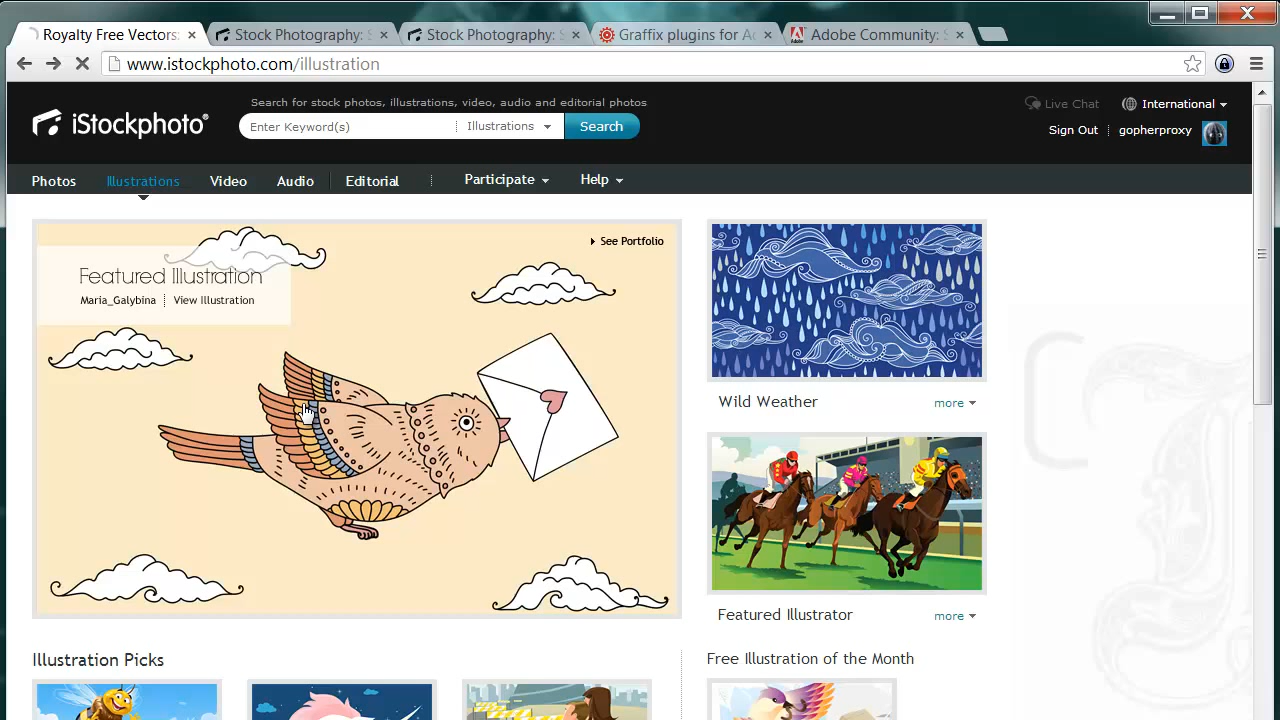 Royalty Free Vectors:
Stock Photography: S
Stock Photography: S
Graffix plugins for Ad
Adobe Community: S
www.istockphoto.com/illustration
iStockphoto®
Search for stock photos, illustrations, video, audio and editorial photos
Enter Keyword(s)
Illustrations
Search
Live Chat
International
Sign Out
gopherproxy
Photos
Illustrations
Video
Audio
Editorial
Participate
Help
See Portfolio
Featured Illustration
Maria_Galybina
View Illustration
Wild Weather
more
Featured Illustrator
more
Illustration Picks
Free Illustration of the Month